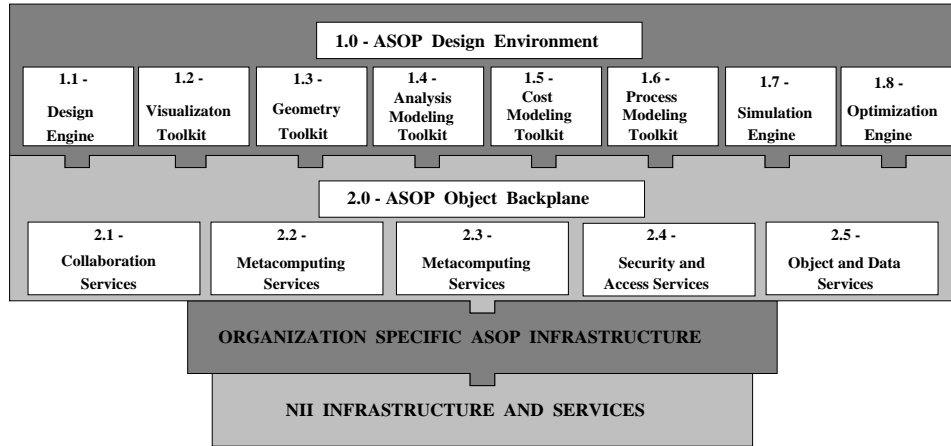 1.0 - ASOP Design Environment
1.1 -
Design
Engine
1.2 -
Visualizaton
Toolkit
1.3 -
Geometry
Toolkit
1.4 -
Analysis
Modeling
Toolkit
1.5 -
Cost
Modeling
Toolkit
1.6 -
Process
Modeling
Toolkit
1.7 -
Simulation
Engine
1.8 -
Optimization
Engine
2.0 - ASOP Object Backplane
2.1 -
Collaboration
Services
2.2 -
Metacomputing
Services
2.3 -
Metacomputing
Services
2.4 -
Security and
Access Services
2.5 -
Object and Data
Services
ORGANIZATION SPECIFIC ASOP INFRASTRUCTURE
NII INFRASTRUCTURE AND SERVICES